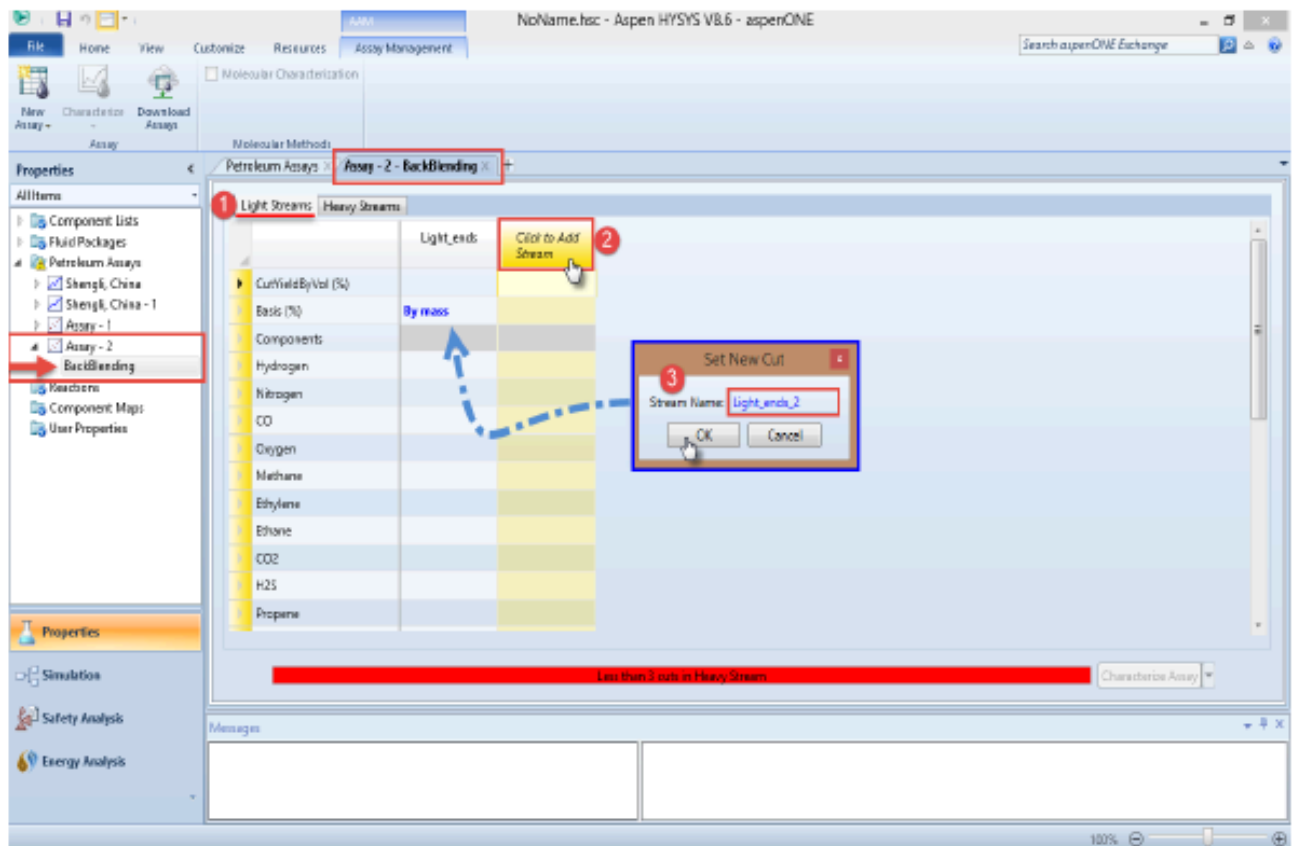 NoName.hsc - Aspen HYSYS V8.6 - aspenONE
AAM
File Home View Customize Resources Assay Management
Search aspenONE Exchange
Molecular Characterization
New Assay
Characterize
Download Assays
Assay
Molecular Methods
Properties
Petroleum Assays
Assay - 2 - BackBlending
All Items
Component Lists
Fluid Packages
Petroleum Assays
Shengli, China
Shengli, China - 1
Assay - 1
Assay - 2
BackBlending
Reactions
Component Maps
User Properties
1 Light Streams Heavy Streams
Light_ends
Click to Add
Stream
2
CutYieldByVol (%)
Basis (%) By mass
Components
Hydrogen
Nitrogen
CO
Oxygen
Methane
Ethylene
Ethane
CO2
H2S
Propene
Set New Cut
3
Stream Name: Light_ends_2
OK Cancel
Less than 3 cuts in Heavy Stream
Characterize Assay
Properties
Simulation
Safety Analysis
Energy Analysis
Messages
100%